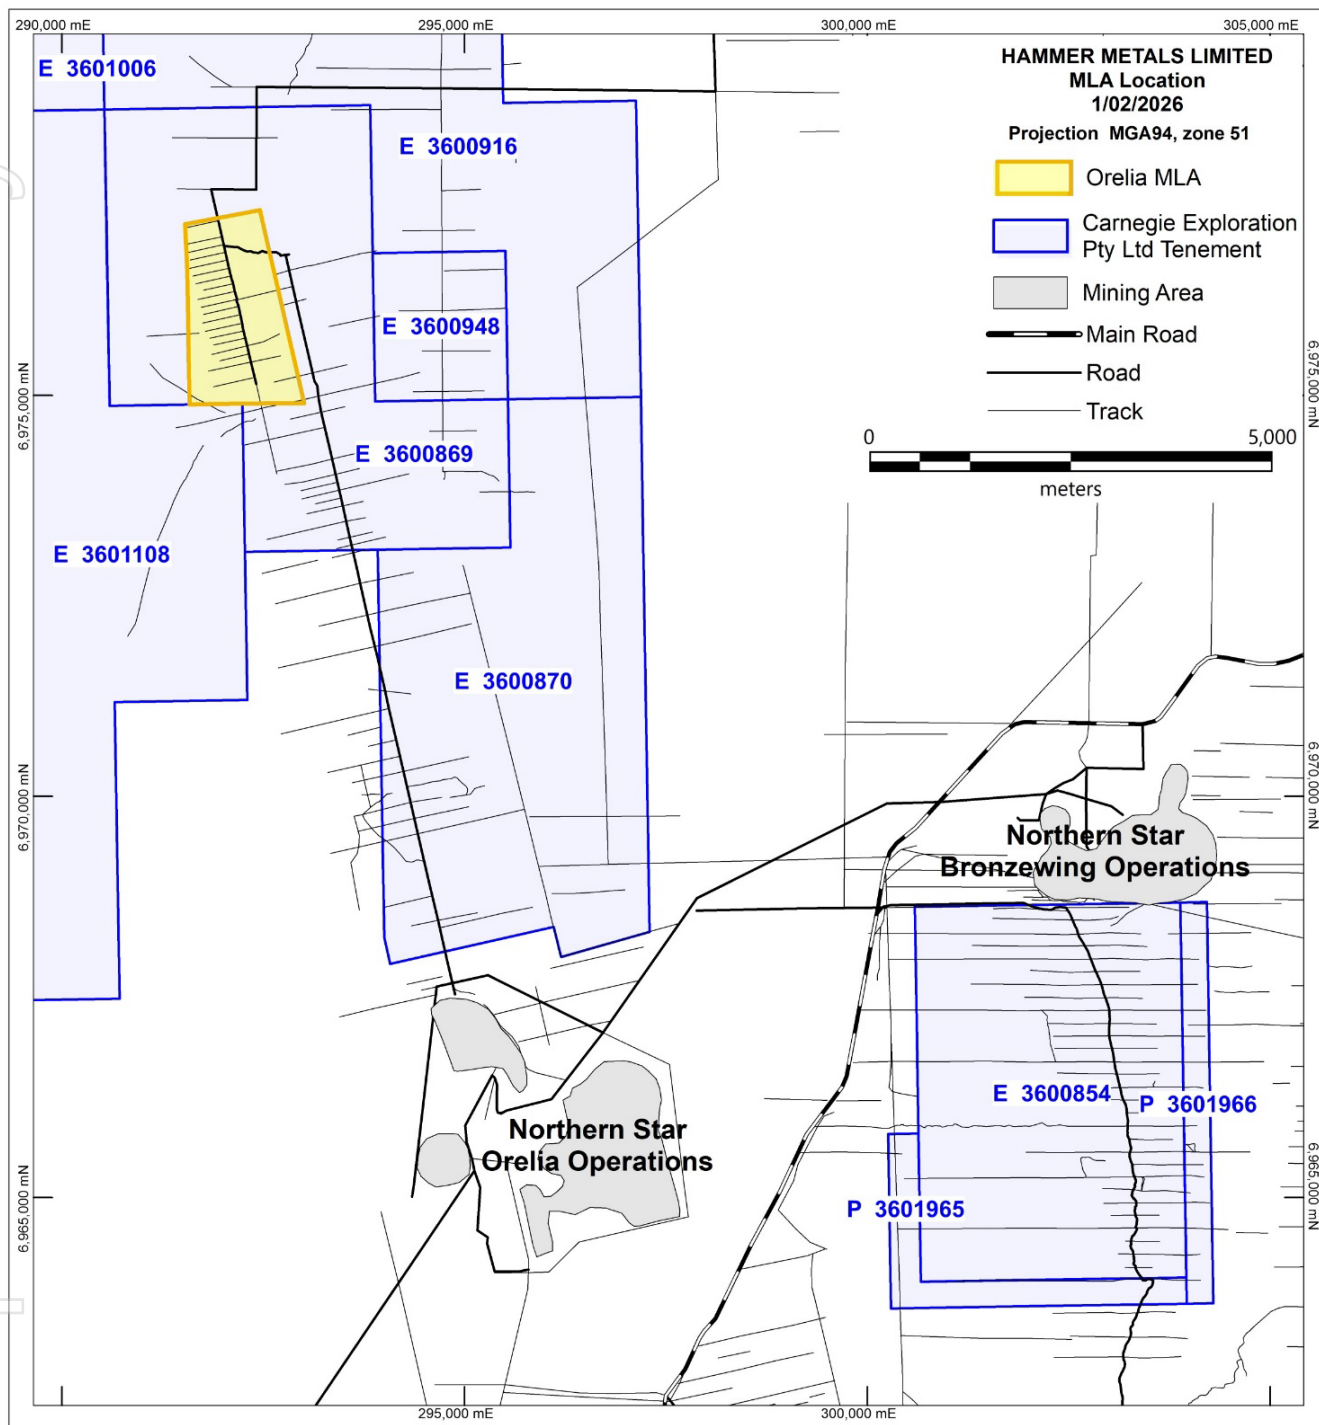 290,000 mE
295,000 mE
300,000 mE
305,000 mE
HAMMER METALS LIMITED
MLA Location
1/02/2026
Projection MGA94, zone 51
Orelia MLA
Carnegie Exploration
Pty Ltd Tenement
Mining Area
Main Road
Road
Track
0
5,000
meters
E 3601006
E 3600916
E 3600948
E 3600869
E 3601108
E 3600870
6,975,000 mN
6,975,000 mN
6,970,000 mN
6,970,000 mN
Northern Star
Bronzewing Operations
E 3600854
P 3601966
Northern Star
Orelia Operations
P 3601965
6,965,000 mN
6,965,000 mN
295,000 mE
300,000 mE